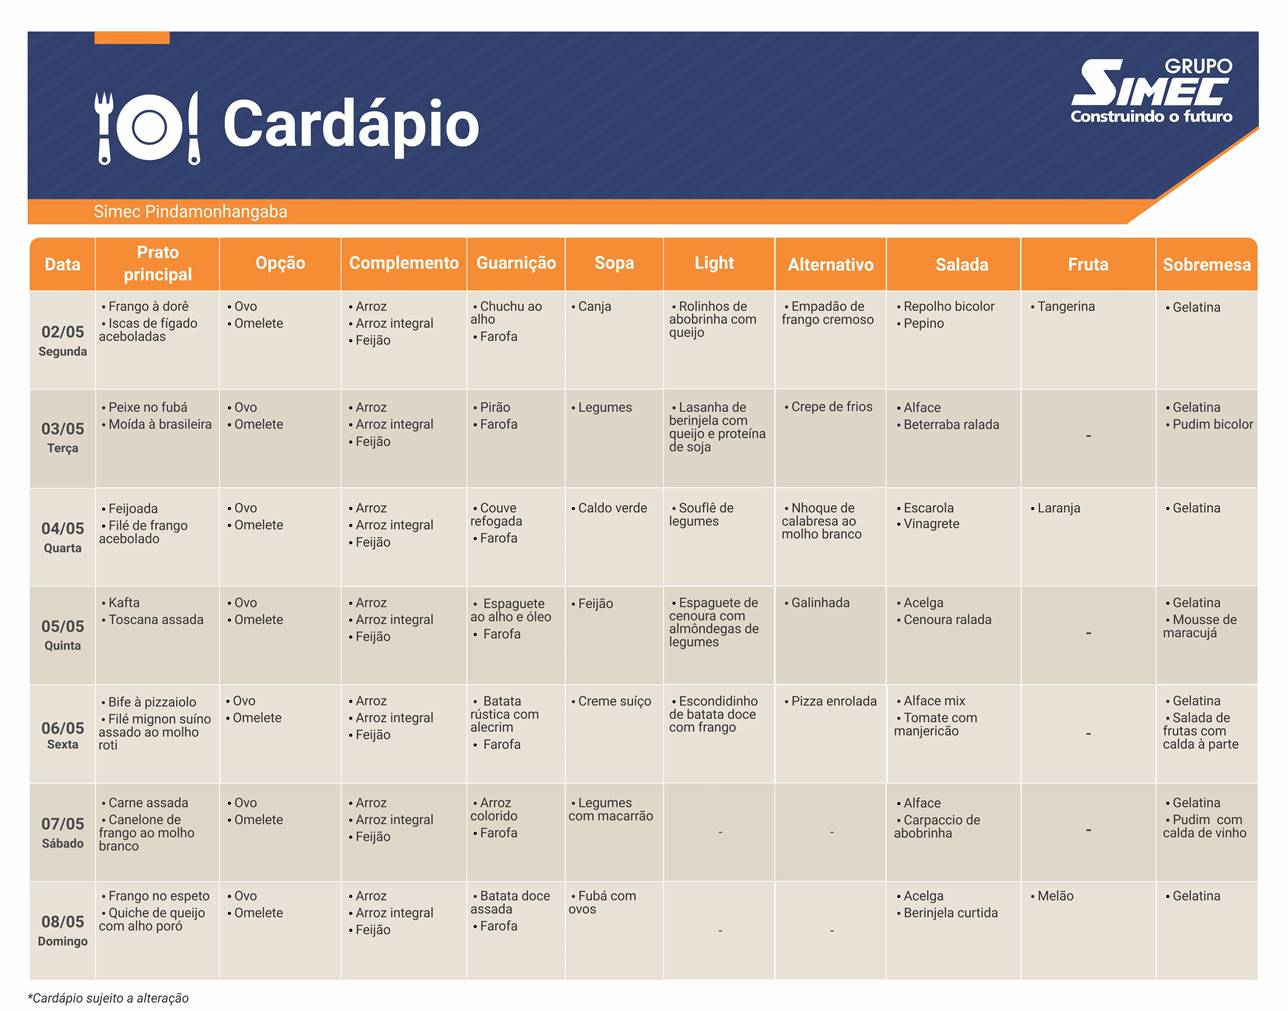 GRUPO
SIMEC
Construindo o futuro
Cardápio
Simec Pindamonhangaba
Data
Prato
principal
Opção
Complemento
Guarnição
Sopa
Light
Alternativo
Salada
Fruta
Sobremesa
02/05
Segunda
• Frango à dorê
• Iscas de fígado
aceboladas
• Ovo
• Omelete
• Arroz
• Arroz integral
• Feijão
• Chuchu ao
alho
• Farofa
• Canja
• Rolinhos de
abobrinha com
queijo
• Empadão de
frango cremoso
• Repolho bicolor
• Pepino
• Tangerina
• Gelatina
03/05
Terça
• Peixe no fubá
• Moída à brasileira
• Ovo
• Omelete
• Arroz
• Arroz integral
• Feijão
• Pirão
• Farofa
• Legumes
• Lasanha de
berinjela com
queijo e proteína
de soja
• Crepe de frios
• Alface
• Beterraba ralada
-
• Gelatina
• Pudim bicolor
04/05
Quarta
• Feijoada
• Filé de frango
acebolado
• Ovo
• Omelete
• Arroz
• Arroz integral
• Feijão
• Couve
refogada
• Farofa
• Caldo verde
• Souflê de
legumes
• Nhoque de
calabresa ao
molho branco
• Escarola
• Vinagrete
• Laranja
• Gelatina
05/05
Quinta
• Kafta
• Toscana assada
• Ovo
• Omelete
• Arroz
• Arroz integral
• Feijão
• Espaguete
ao alho e óleo
• Farofa
• Feijão
• Espaguete de
cenoura com
almôndegas de
legumes
• Galinhada
• Acelga
• Cenoura ralada
-
• Gelatina
• Mousse de
maracujá
06/05
Sexta
• Bife à pizzaiolo
• Filé mignon suíno
assado ao molho
roti
• Ovo
• Omelete
• Arroz
• Arroz integral
• Feijão
• Batata
rústica com
alecrim
• Farofa
• Creme suíço
• Escondidinho
de batata doce
com frango
• Pizza enrolada
• Alface mix
• Tomate com
manjericão
-
• Gelatina
• Salada de
frutas com
calda à parte
07/05
Sábado
• Carne assada
• Canelone de
frango ao molho
branco
• Ovo
• Omelete
• Arroz
• Arroz integral
• Feijão
• Arroz
colorido
• Farofa
• Legumes
com macarrão
-
-
• Alface
• Carpaccio de
abobrinha
-
• Gelatina
• Pudim com
calda de vinho
08/05
Domingo
• Frango no espeto
• Quiche de queijo
com alho poró
• Ovo
• Omelete
• Arroz
• Arroz integral
• Feijão
• Batata doce
assada
• Farofa
• Fubá com
ovos
-
-
• Acelga
• Berinjela curtida
• Melão
• Gelatina
*Cardápio sujeito a alteração